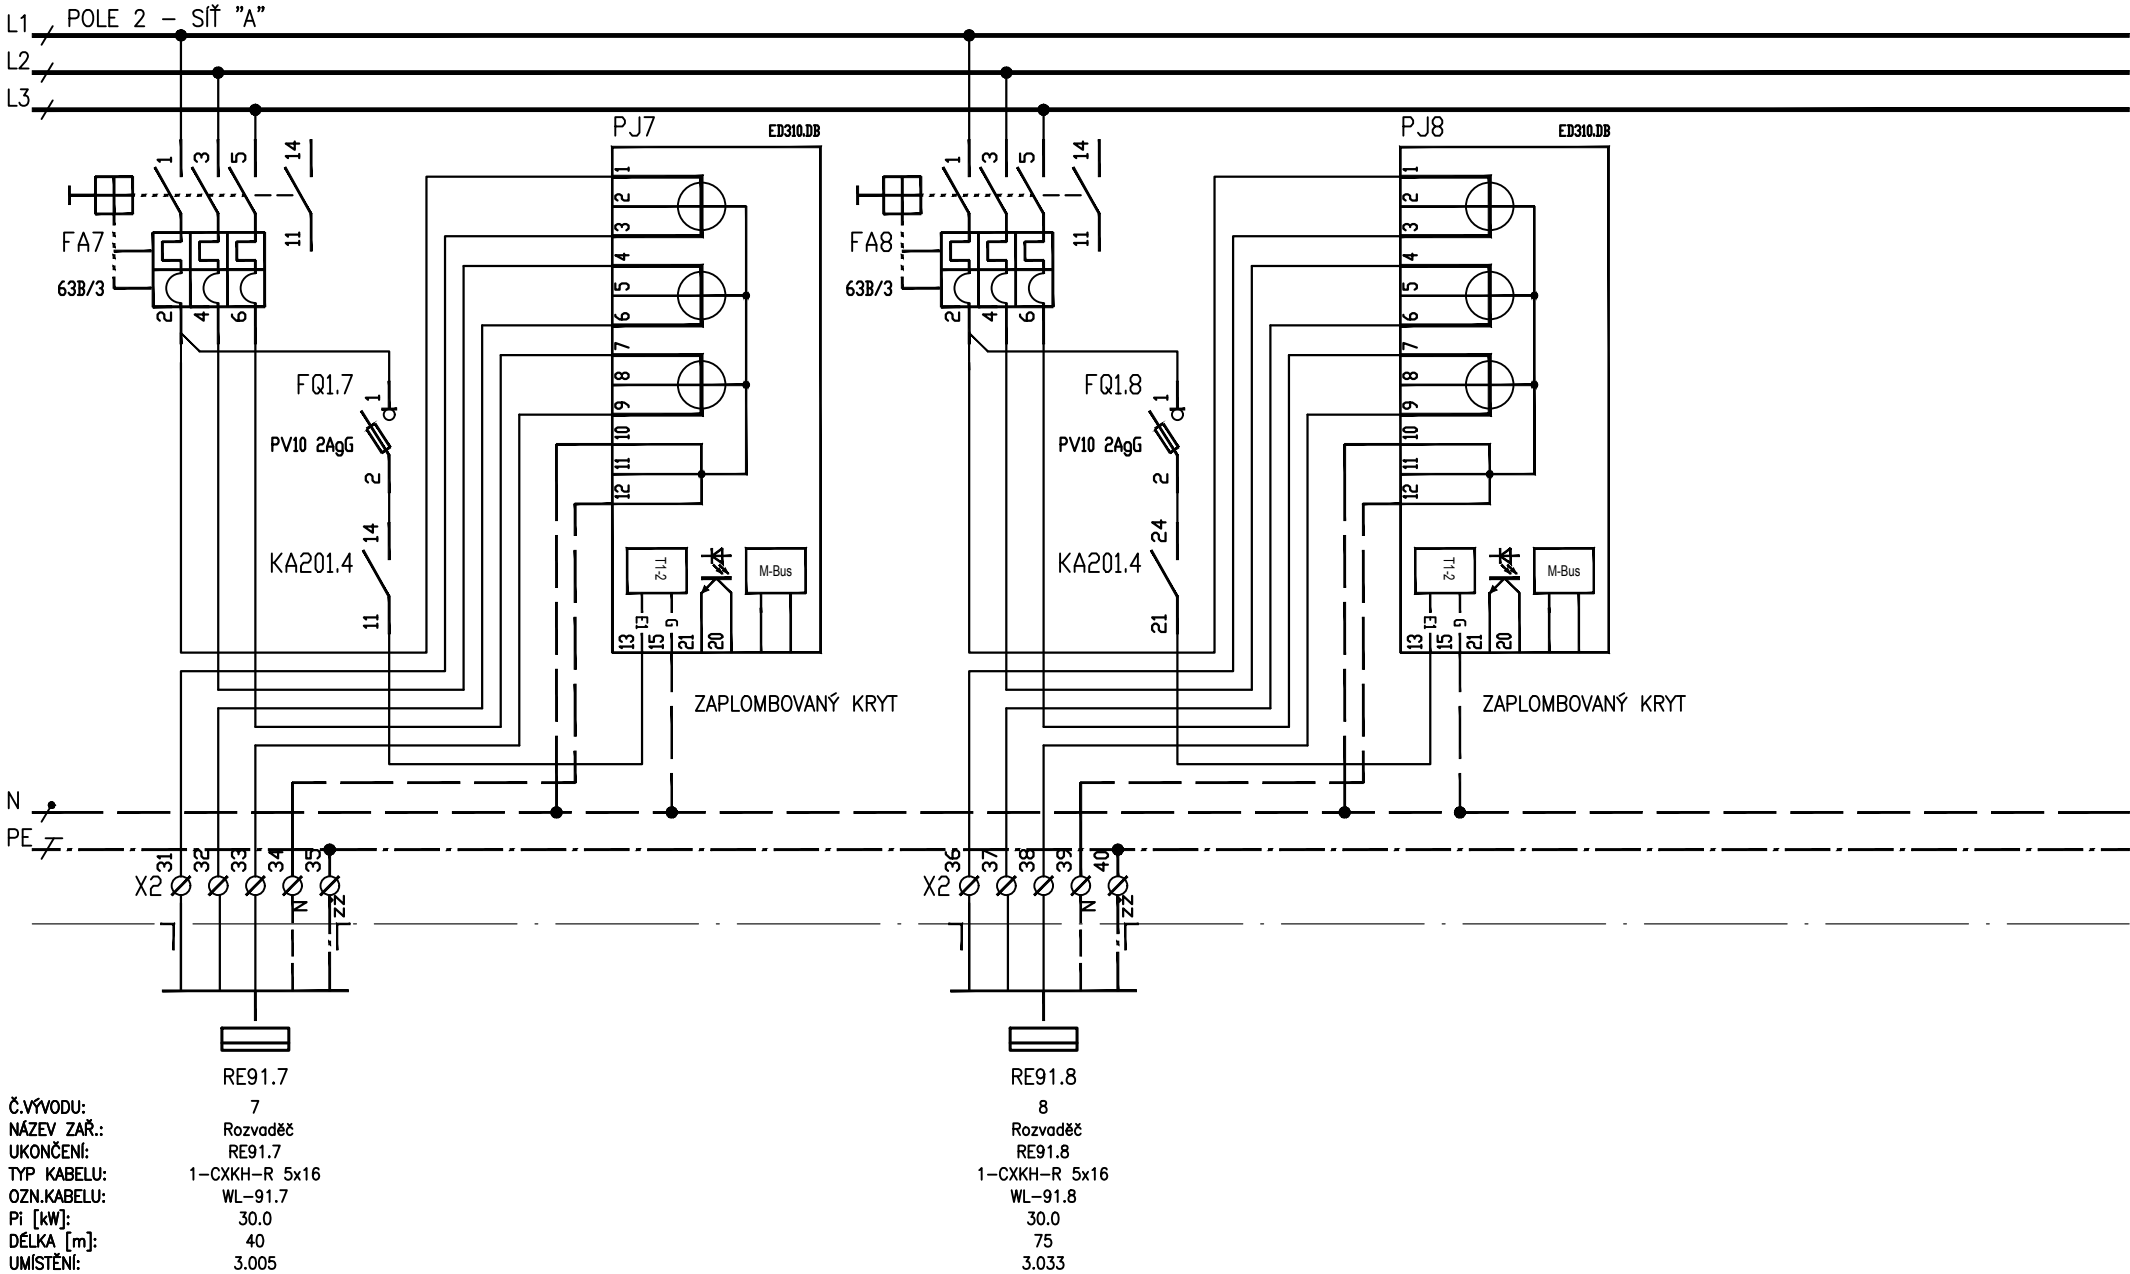 L1 POLE 2 – SÍŤ "A"
L2
L3
PJ7 ED310.DB PJ8 ED310.DB
1 3 5 14 1 3 5 14
FA7 11 FA8 11
63B/3 63B/3
2 4 6 2 4 6
1 1
2 2
3 3
4 4
5 5
6 6
7 7
8 8
9 9
10 10
11 11
12 12
FQ1.7 1 FQ1.8 1
PV10 2AgG PV10 2AgG
2 2
14 24
KA201.4 KA201.4
11 21
T1-2 M-Bus T1-2 M-Bus
E1 G E1 G
13 15 21 20 13 15 21 20
ZAPLOMBOVANÝ KRYT ZAPLOMBOVANÝ KRYT
N
PE
31 32 33 34 35 36 37 38 39 40
X2 X2
N zz N zz
RE91.7 RE91.8
Č.VÝVODU: 7 8
NÁZEV ZAŘ.: Rozvaděč Rozvaděč
UKONČENÍ: RE91.7 RE91.8
TYP KABELU: 1–CXKH–R 5x16 1–CXKH–R 5x16
OZN.KABELU: WL–91.7 WL–91.8
Pi [kW]: 30.0 30.0
DÉLKA [m]: 40 75
UMÍSTĚNÍ: 3.005 3.033